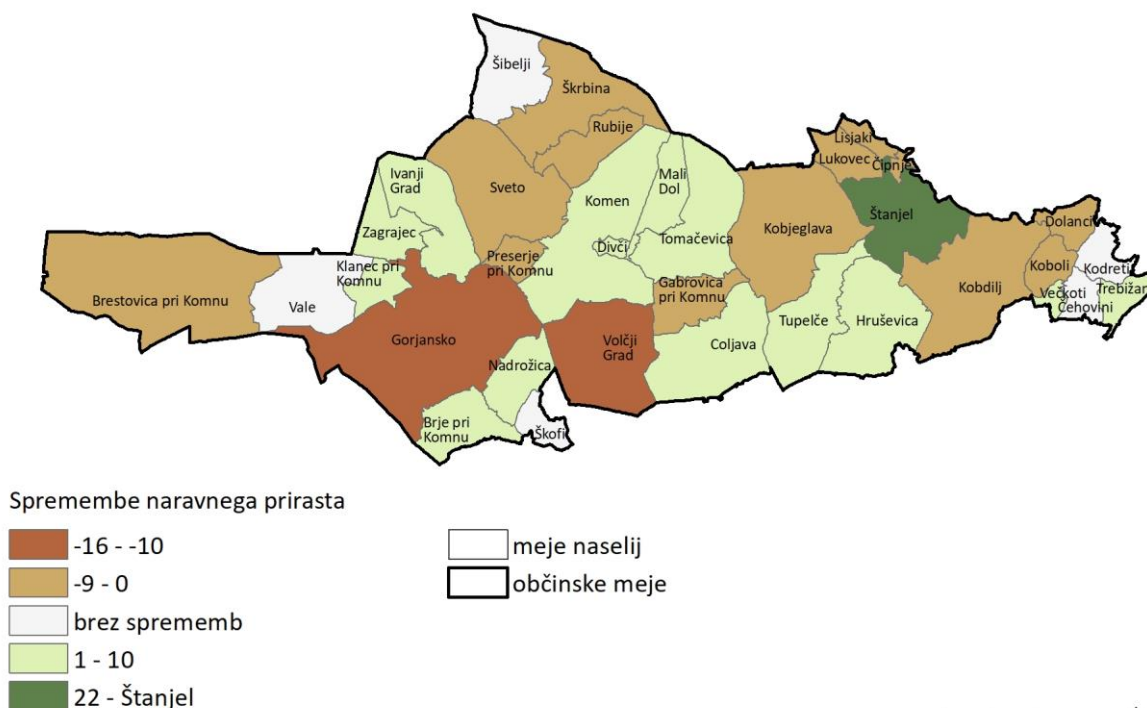 Šibelji
Škrbina
Rubije
Lisjaki
Lukovec
Čipnje
Ivanji
Grad
Sveto
Komen
Mali
Dol
Štanjel
Zagrajec
Divči
Tomačevica
Kobjeglava
Dolanci
Preserje
pri Komnu
Klanec pri
Komnu
Koboli
Kodreti
Brestovica pri Komnu
Vale
Gabrovica
pri Komnu
Kobdilj
Večkoti
Trebižani
Čehovini
Gorjansko
Volčji
Grad
Coljava
Tupelče
Hruševica
Nadrožica
Brje pri
Komnu
Škofi
Spremembe naravnega prirasta
-16 - -10
meje naselij
-9 - 0
občinske meje
brez sprememb
1 - 10
22 - Štanjel